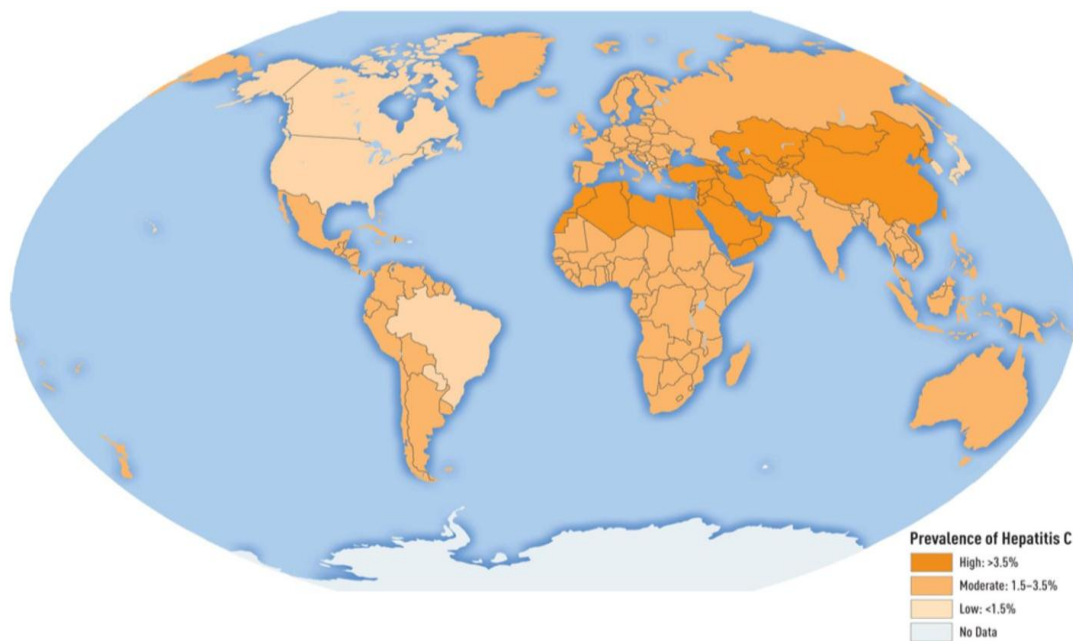 Prevalence of Hepatitis C
High: >3.5%
Moderate: 1.5–3.5%
Low: <1.5%
No Data